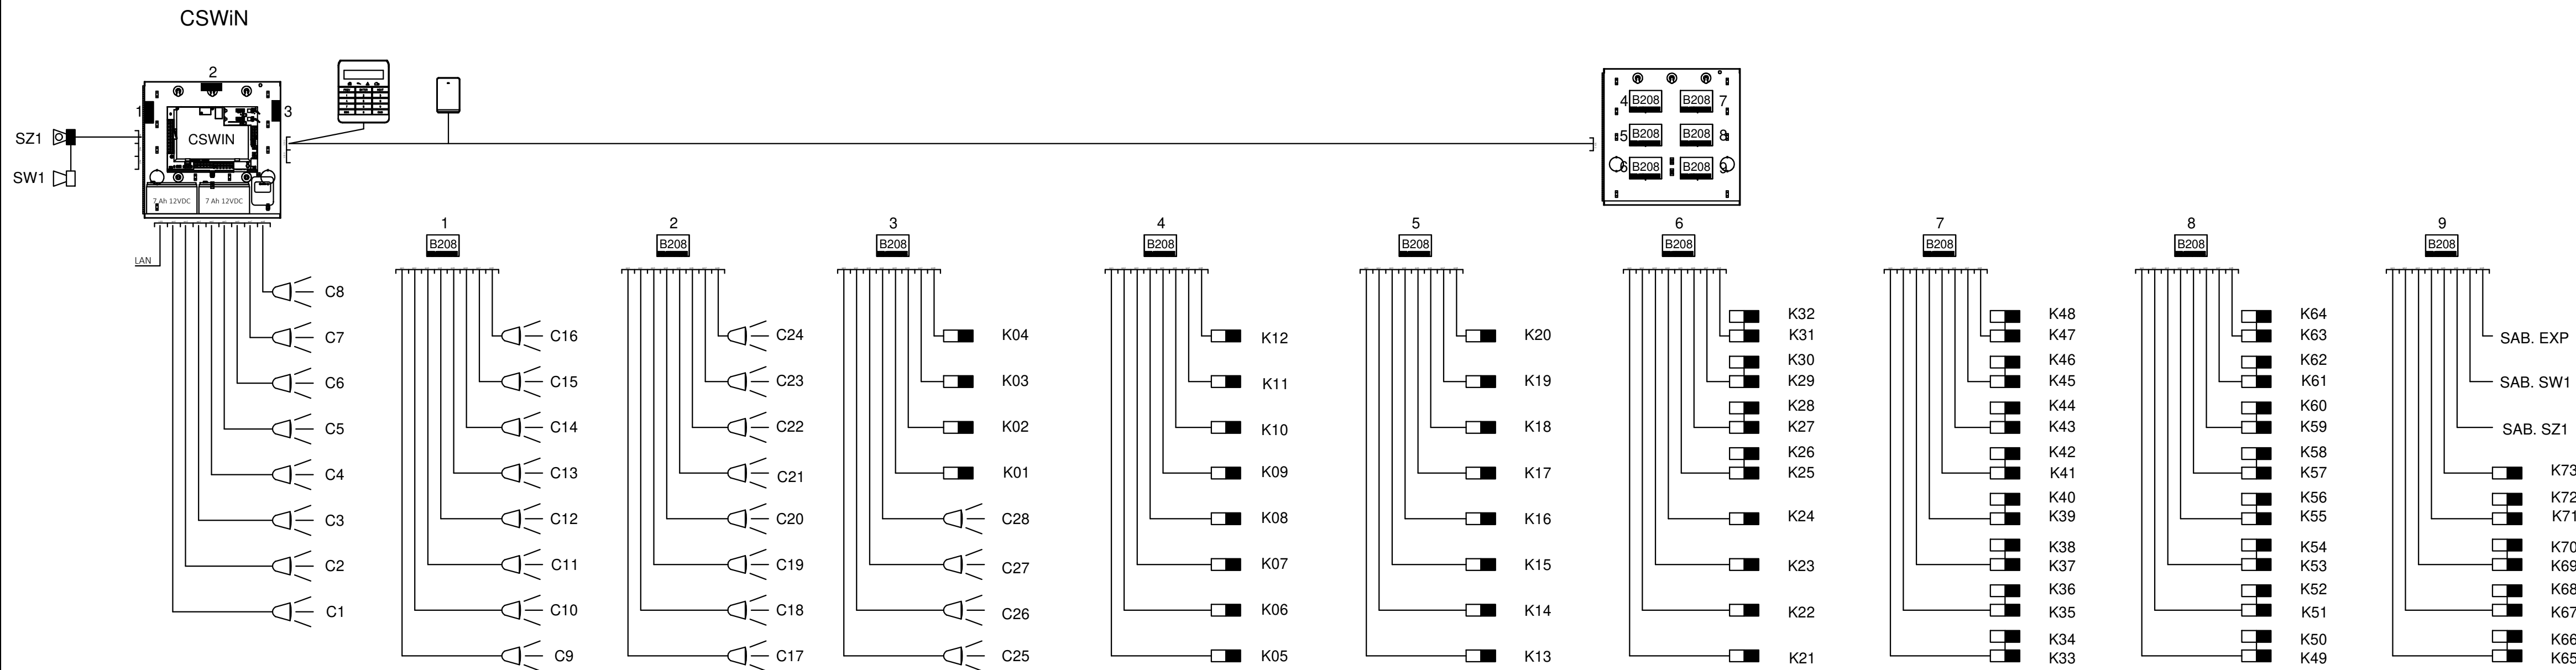 CSWiN
2
1
3
CSWIN
7 Ah 12VDC
7 Ah 12VDC
SZ1
SW1
LAN
C8
C7
C6
C5
C4
C3
C2
C1
4 B208 B208 7
5 B208 B208 8
6 B208 B208 9
1
B208
C16
C15
C14
C13
C12
C11
C10
C9
2
B208
C24
C23
C22
C21
C20
C19
C18
C17
3
B208
K04
K03
K02
K01
C28
C27
C26
C25
4
B208
K12
K11
K10
K09
K08
K07
K06
K05
5
B208
K20
K19
K18
K17
K16
K15
K14
K13
6
B208
K32
K31
K30
K29
K28
K27
K26
K25
K24
K23
K22
K21
7
B208
K48
K47
K46
K45
K44
K43
K42
K41
K40
K39
K38
K37
K36
K35
K34
K33
8
B208
K64
K63
K62
K61
K60
K59
K58
K57
K56
K55
K54
K53
K52
K51
K50
K49
9
B208
SAB. EXP
SAB. SW1
SAB. SZ1
K73
K72
K71
K70
K69
K68
K67
K66
K65